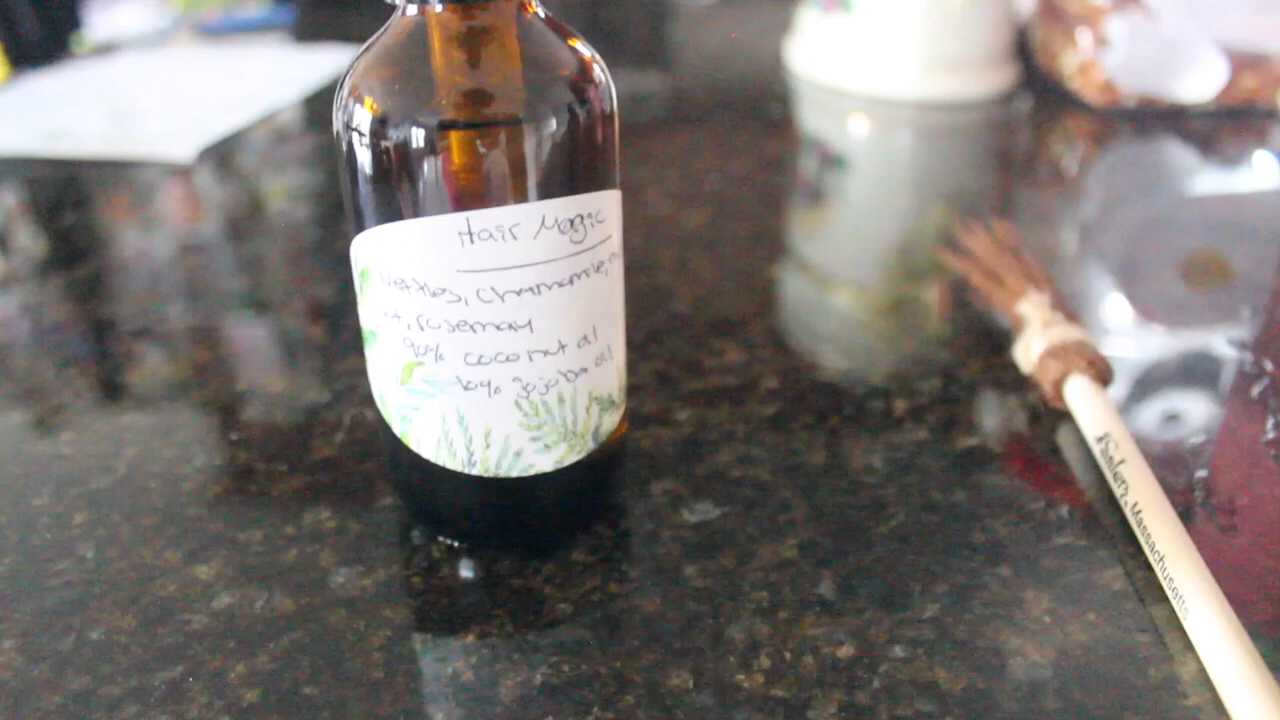 Hair Magic
Nettles, Chamomile,
rosemary
90% coconut oil
10% jojoba oil
Salem, Massachusetts